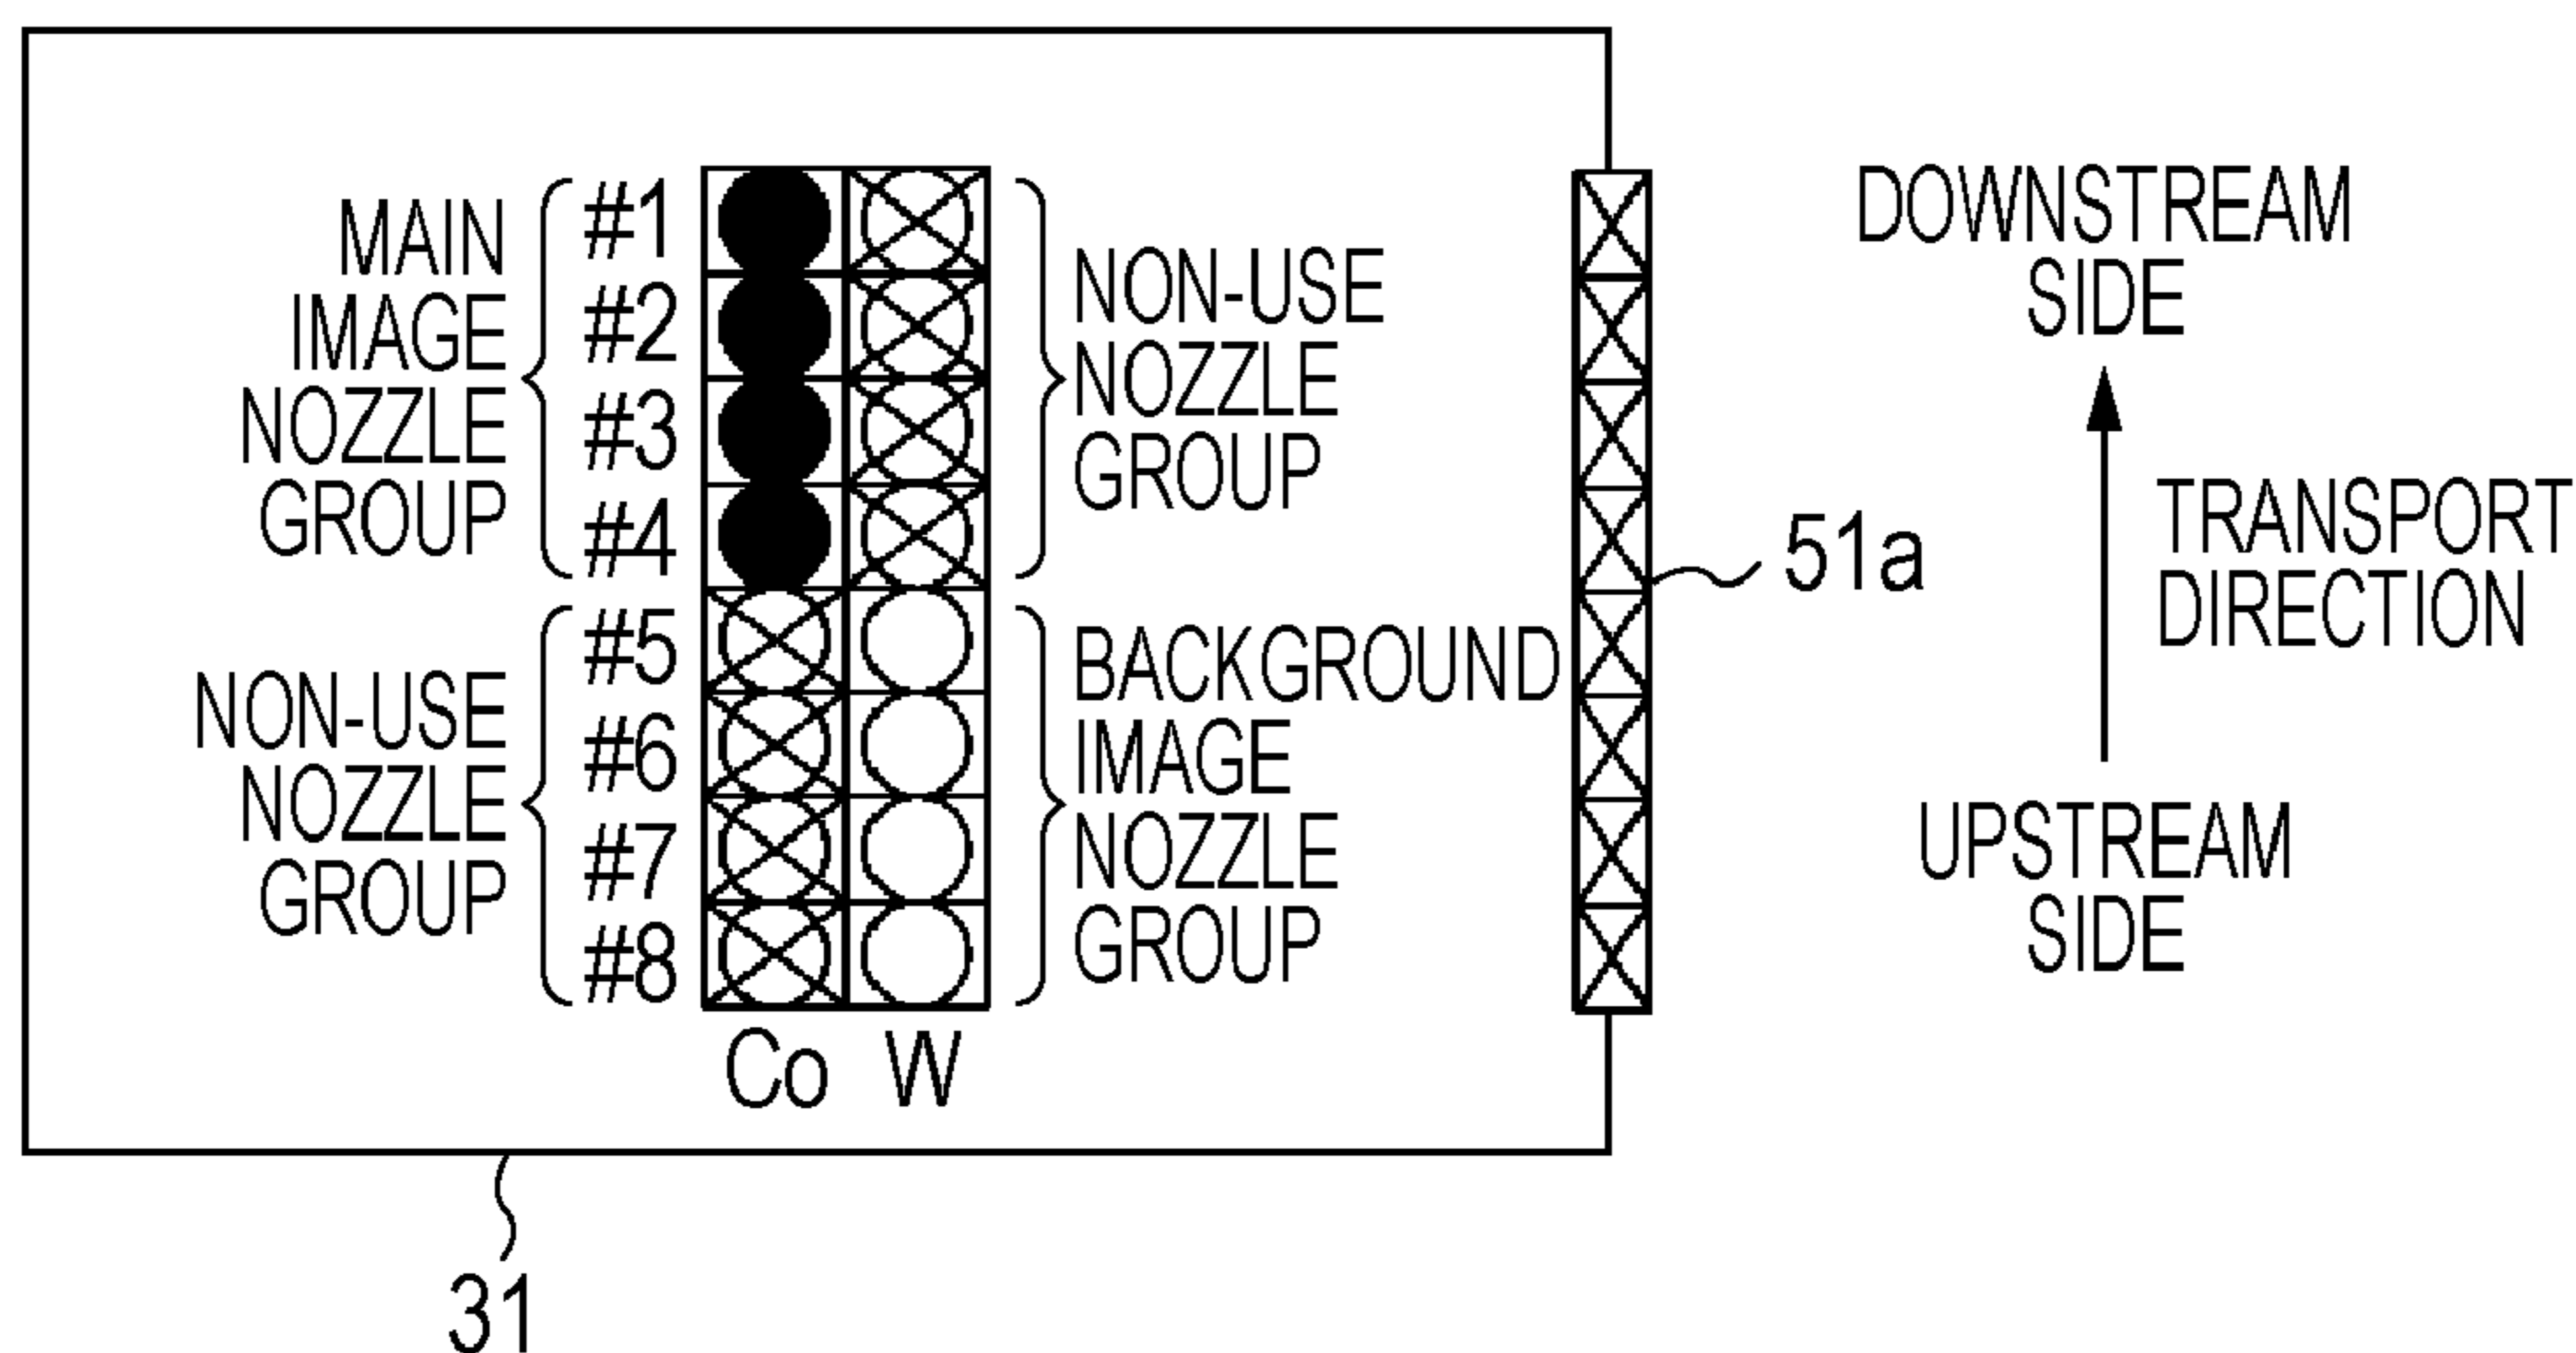 MAIN
IMAGE
NOZZLE
GROUP
NON-USE
NOZZLE
GROUP
#1
#2
#3
#4
#5
#6
#7
#8
Co W
NON-USE
NOZZLE
GROUP
BACKGROUND
IMAGE
NOZZLE
GROUP
51a
DOWNSTREAM
SIDE
TRANSPORT
DIRECTION
UPSTREAM
SIDE
31